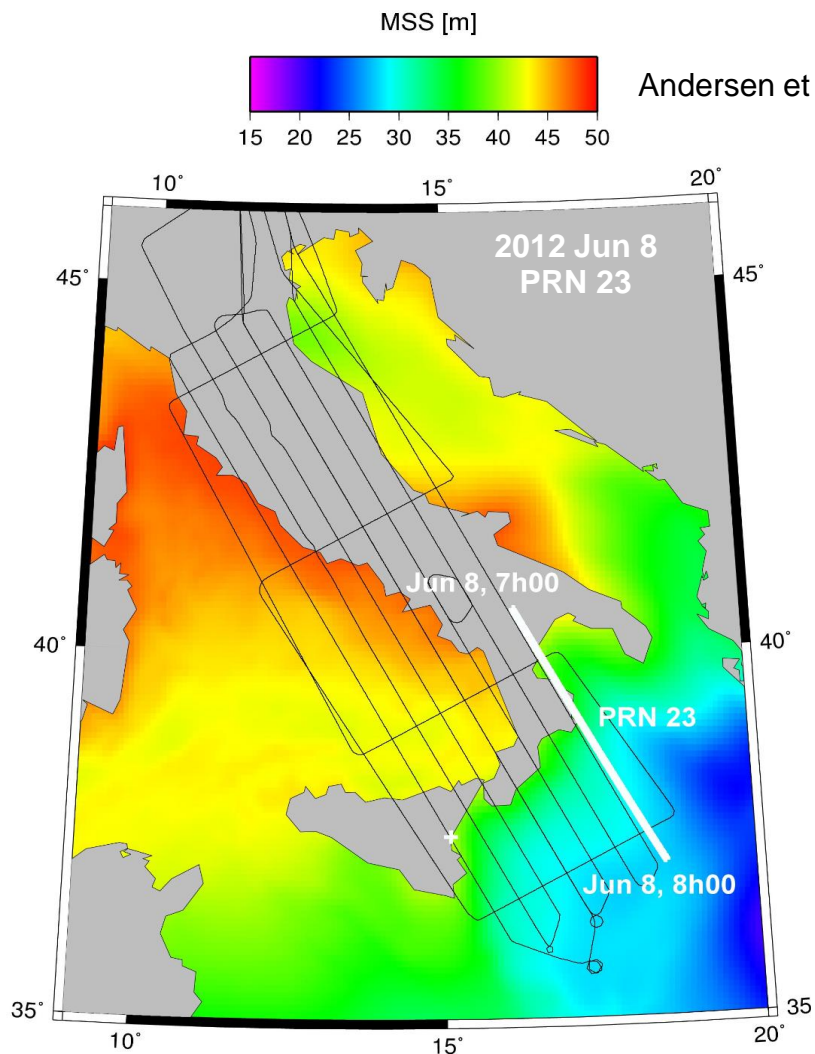 MSS [m]
15 20 25 30 35 40 45 50
Andersen et
10° 15° 20°
2012 Jun 8
PRN 23
45° 45°
Jun 8, 7h00
40° 40°
PRN 23
Jun 8, 8h00
35° 35
10° 15° 20°